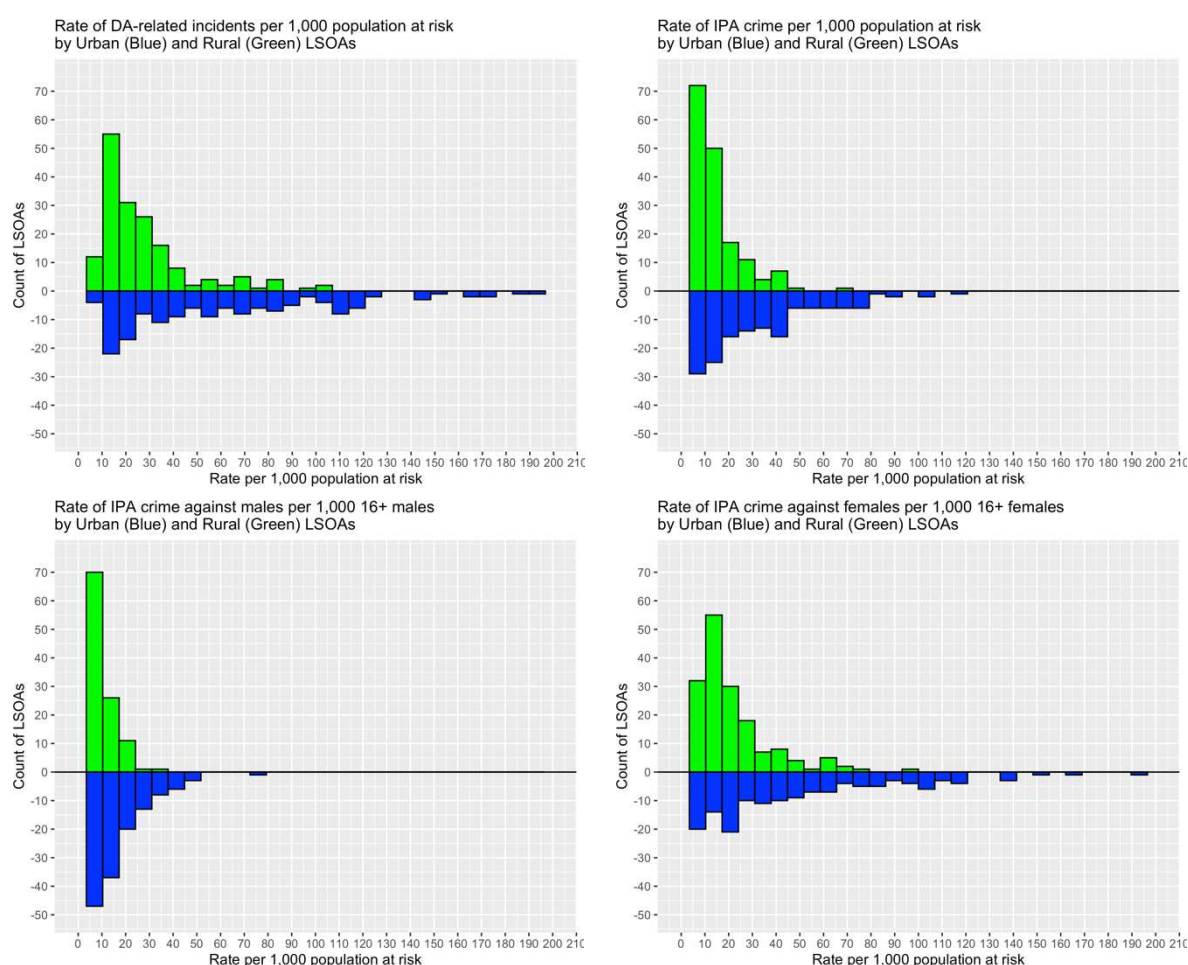 Rate of DA-related incidents per 1,000 population at risk
by Urban (Blue) and Rural (Green) LSOAs
Count of LSOAs
70
60
50
40
30
20
10
0
-10
-20
-30
-40
-50
0 10 20 30 40 50 60 70 80 90 100 110 120 130 140 150 160 170 180 190 200 210
Rate per 1,000 population at risk
Rate of IPA crime per 1,000 population at risk
by Urban (Blue) and Rural (Green) LSOAs
Count of LSOAs
70
60
50
40
30
20
10
0
-10
-20
-30
-40
-50
0 10 20 30 40 50 60 70 80 90 100 110 120 130 140 150 160 170 180 190 200 210
Rate per 1,000 population at risk
Rate of IPA crime against males per 1,000 16+ males
by Urban (Blue) and Rural (Green) LSOAs
Count of LSOAs
70
60
50
40
30
20
10
0
-10
-20
-30
-40
-50
0 10 20 30 40 50 60 70 80 90 100 110 120 130 140 150 160 170 180 190 200 210
Rate per 1,000 population at risk
Rate of IPA crime against females per 1,000 16+ females
by Urban (Blue) and Rural (Green) LSOAs
Count of LSOAs
70
60
50
40
30
20
10
0
-10
-20
-30
-40
-50
0 10 20 30 40 50 60 70 80 90 100 110 120 130 140 150 160 170 180 190 200 210
Rate per 1,000 population at risk